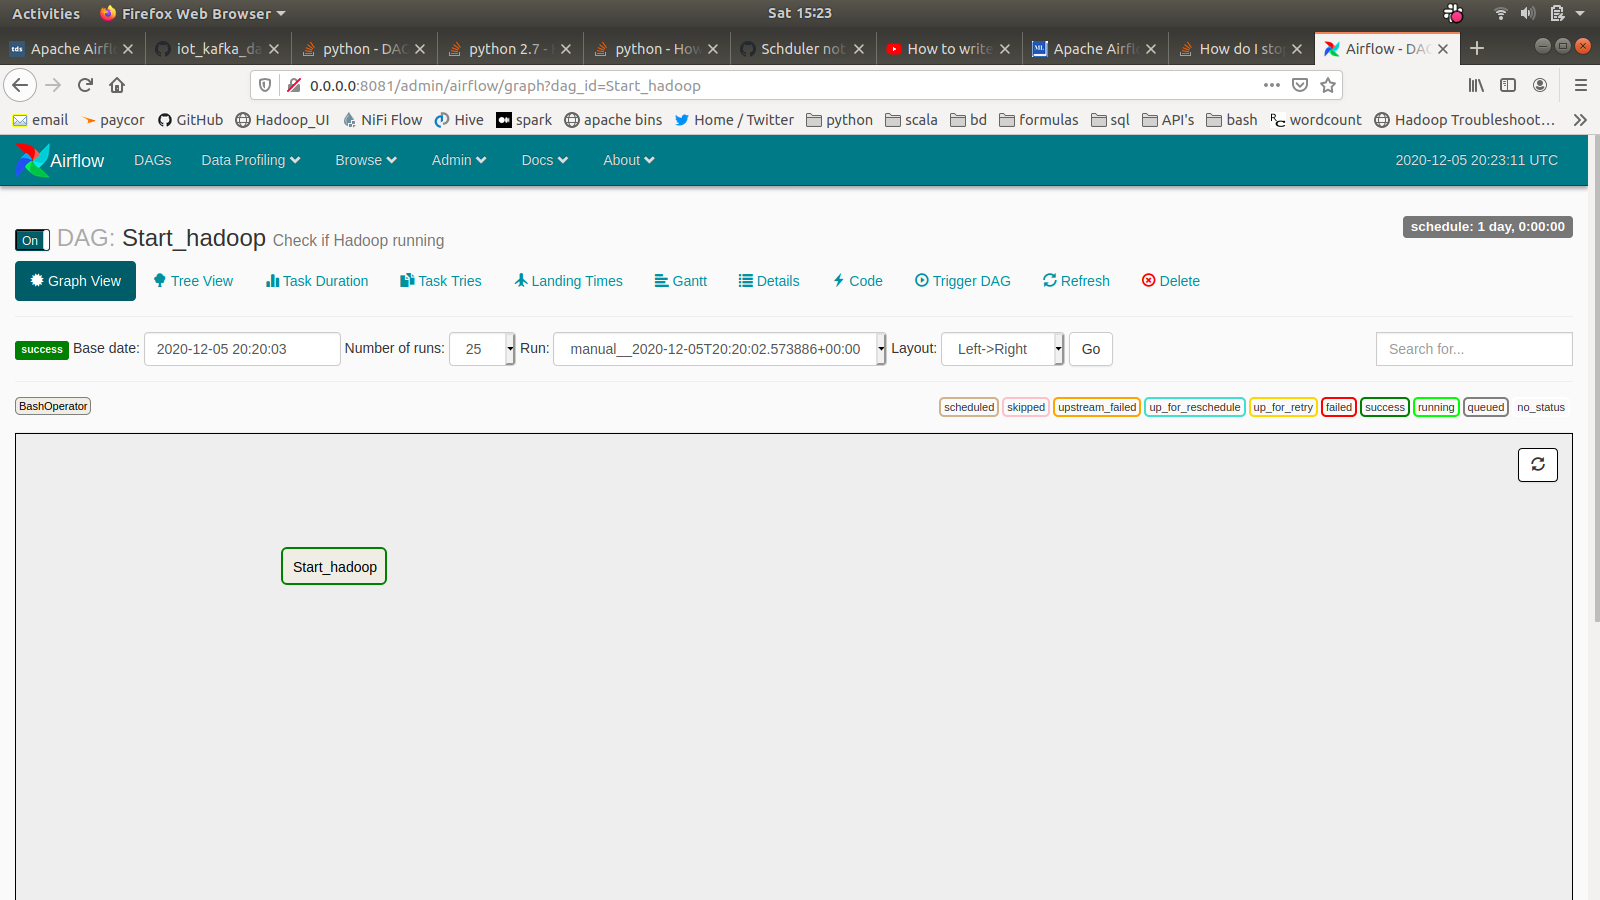 Activities Firefox Web Browser Sat 15:23
tds Apache Airfl iot_kafka_da python - DAG python 2.7 - python - How Schduler not How to write ML Apache Airfl How do I stop Airflow - DAG
0.0.0.0:8081/admin/airflow/graph?dag_id=Start_hadoop
email paycor GitHub Hadoop_UI NiFi Flow Hive spark apache bins Home / Twitter python scala bd formulas sql API's bash wordcount Hadoop Troubleshoot…
Airflow DAGs Data Profiling Browse Admin Docs About 2020-12-05 20:23:11 UTC
On DAG: Start_hadoop Check if Hadoop running schedule: 1 day, 0:00:00
Graph View Tree View Task Duration Task Tries Landing Times Gantt Details Code Trigger DAG Refresh Delete
success Base date: 2020-12-05 20:20:03 Number of runs: 25 Run: manual__2020-12-05T20:20:02.573886+00:00 Layout: Left->Right Go Search for...
BashOperator scheduled skipped upstream_failed up_for_reschedule up_for_retry failed success running queued no_status
Start_hadoop